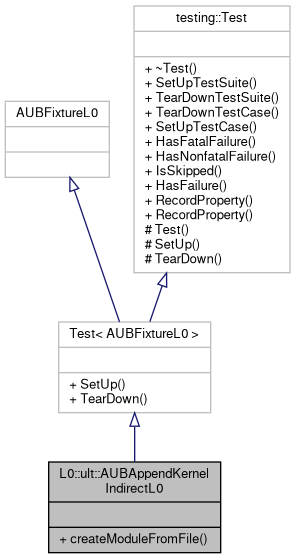 testing::Test
+ ~Test()
+ SetUpTestSuite()
+ TearDownTestSuite()
+ TearDownTestCase()
+ SetUpTestCase()
+ HasFatalFailure()
+ HasNonfatalFailure()
+ IsSkipped()
+ HasFailure()
+ RecordProperty()
+ RecordProperty()
# Test()
# SetUp()
# TearDown()
AUBFixtureL0
Test< AUBFixtureL0 >
+ SetUp()
+ TearDown()
L0::ult::AUBAppendKernel
IndirectL0
+ createModuleFromFile()